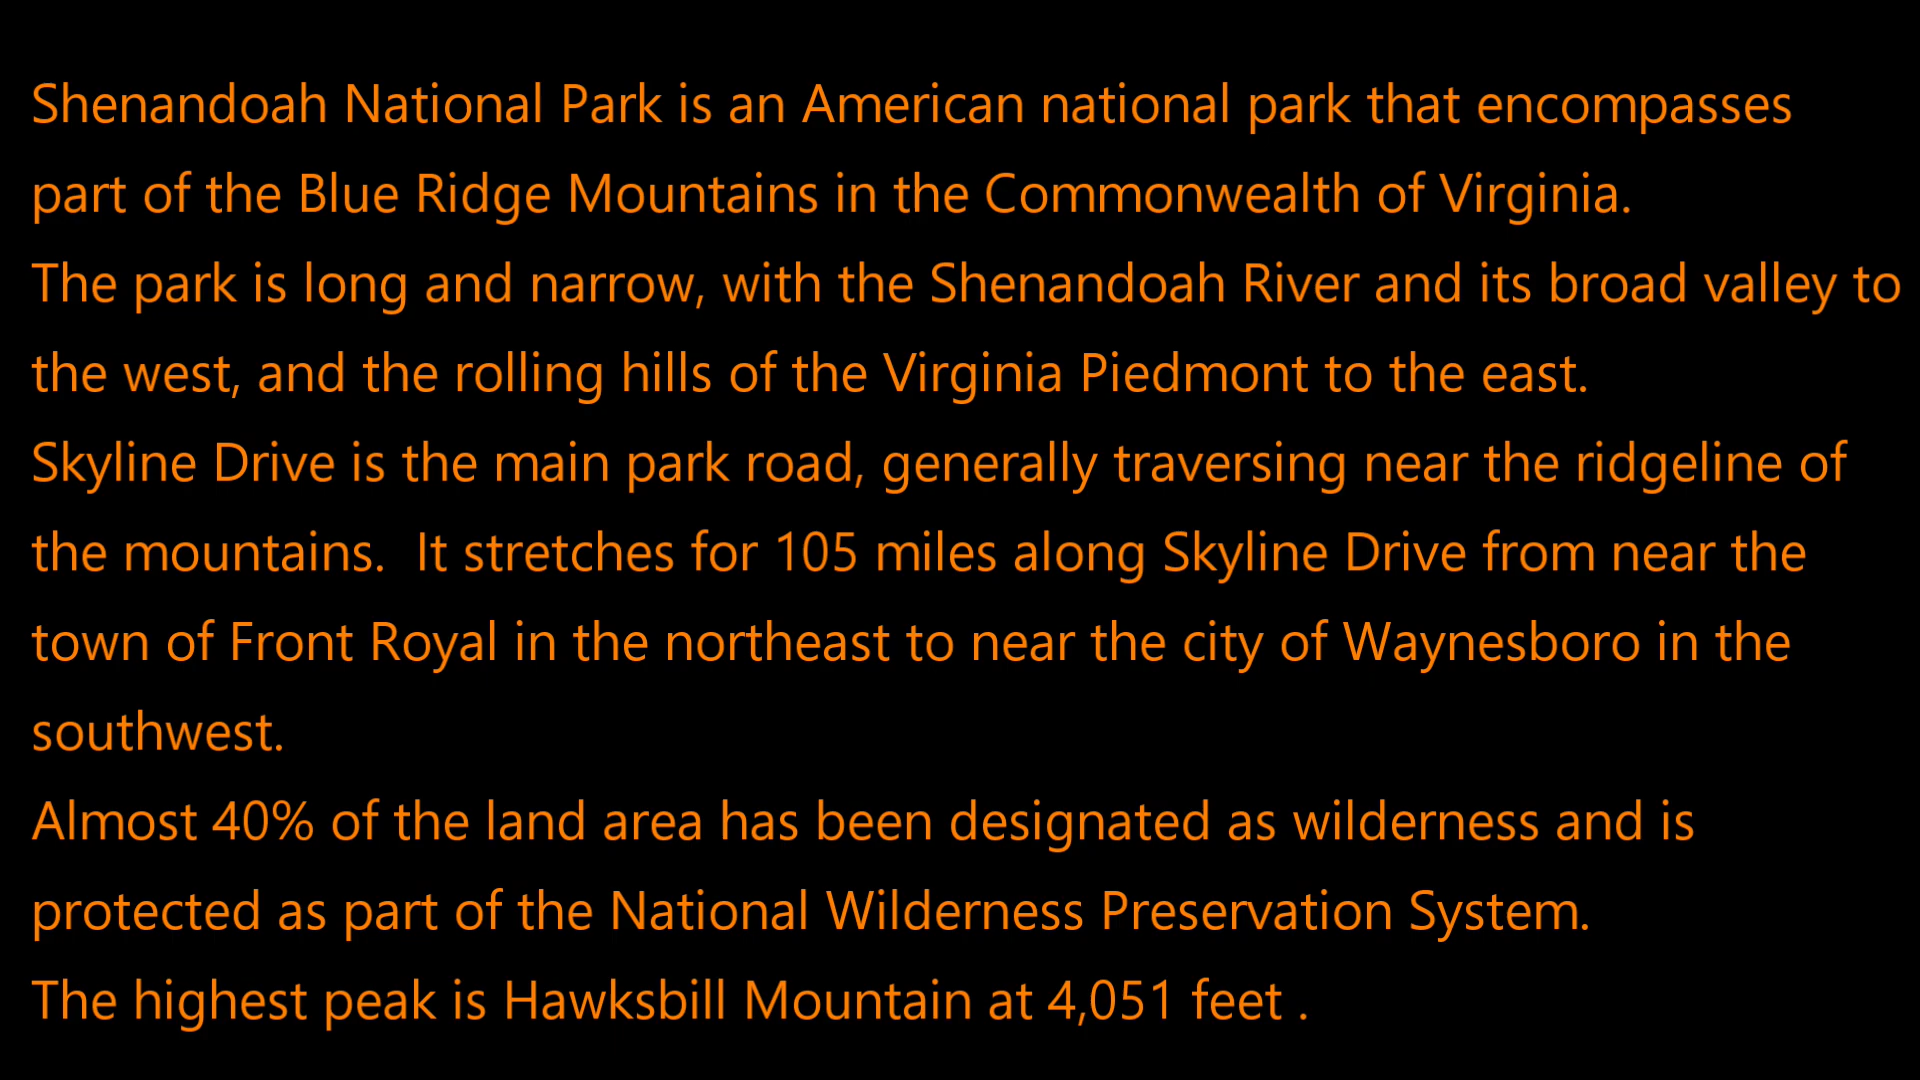 Shenandoah National Park is an American national park that encompasses
part of the Blue Ridge Mountains in the Commonwealth of Virginia.
The park is long and narrow, with the Shenandoah River and its broad valley to
the west, and the rolling hills of the Virginia Piedmont to the east.
Skyline Drive is the main park road, generally traversing near the ridgeline of
the mountains.  It stretches for 105 miles along Skyline Drive from near the
town of Front Royal in the northeast to near the city of Waynesboro in the
southwest.
Almost 40% of the land area has been designated as wilderness and is
protected as part of the National Wilderness Preservation System.
The highest peak is Hawksbill Mountain at 4,051 feet .